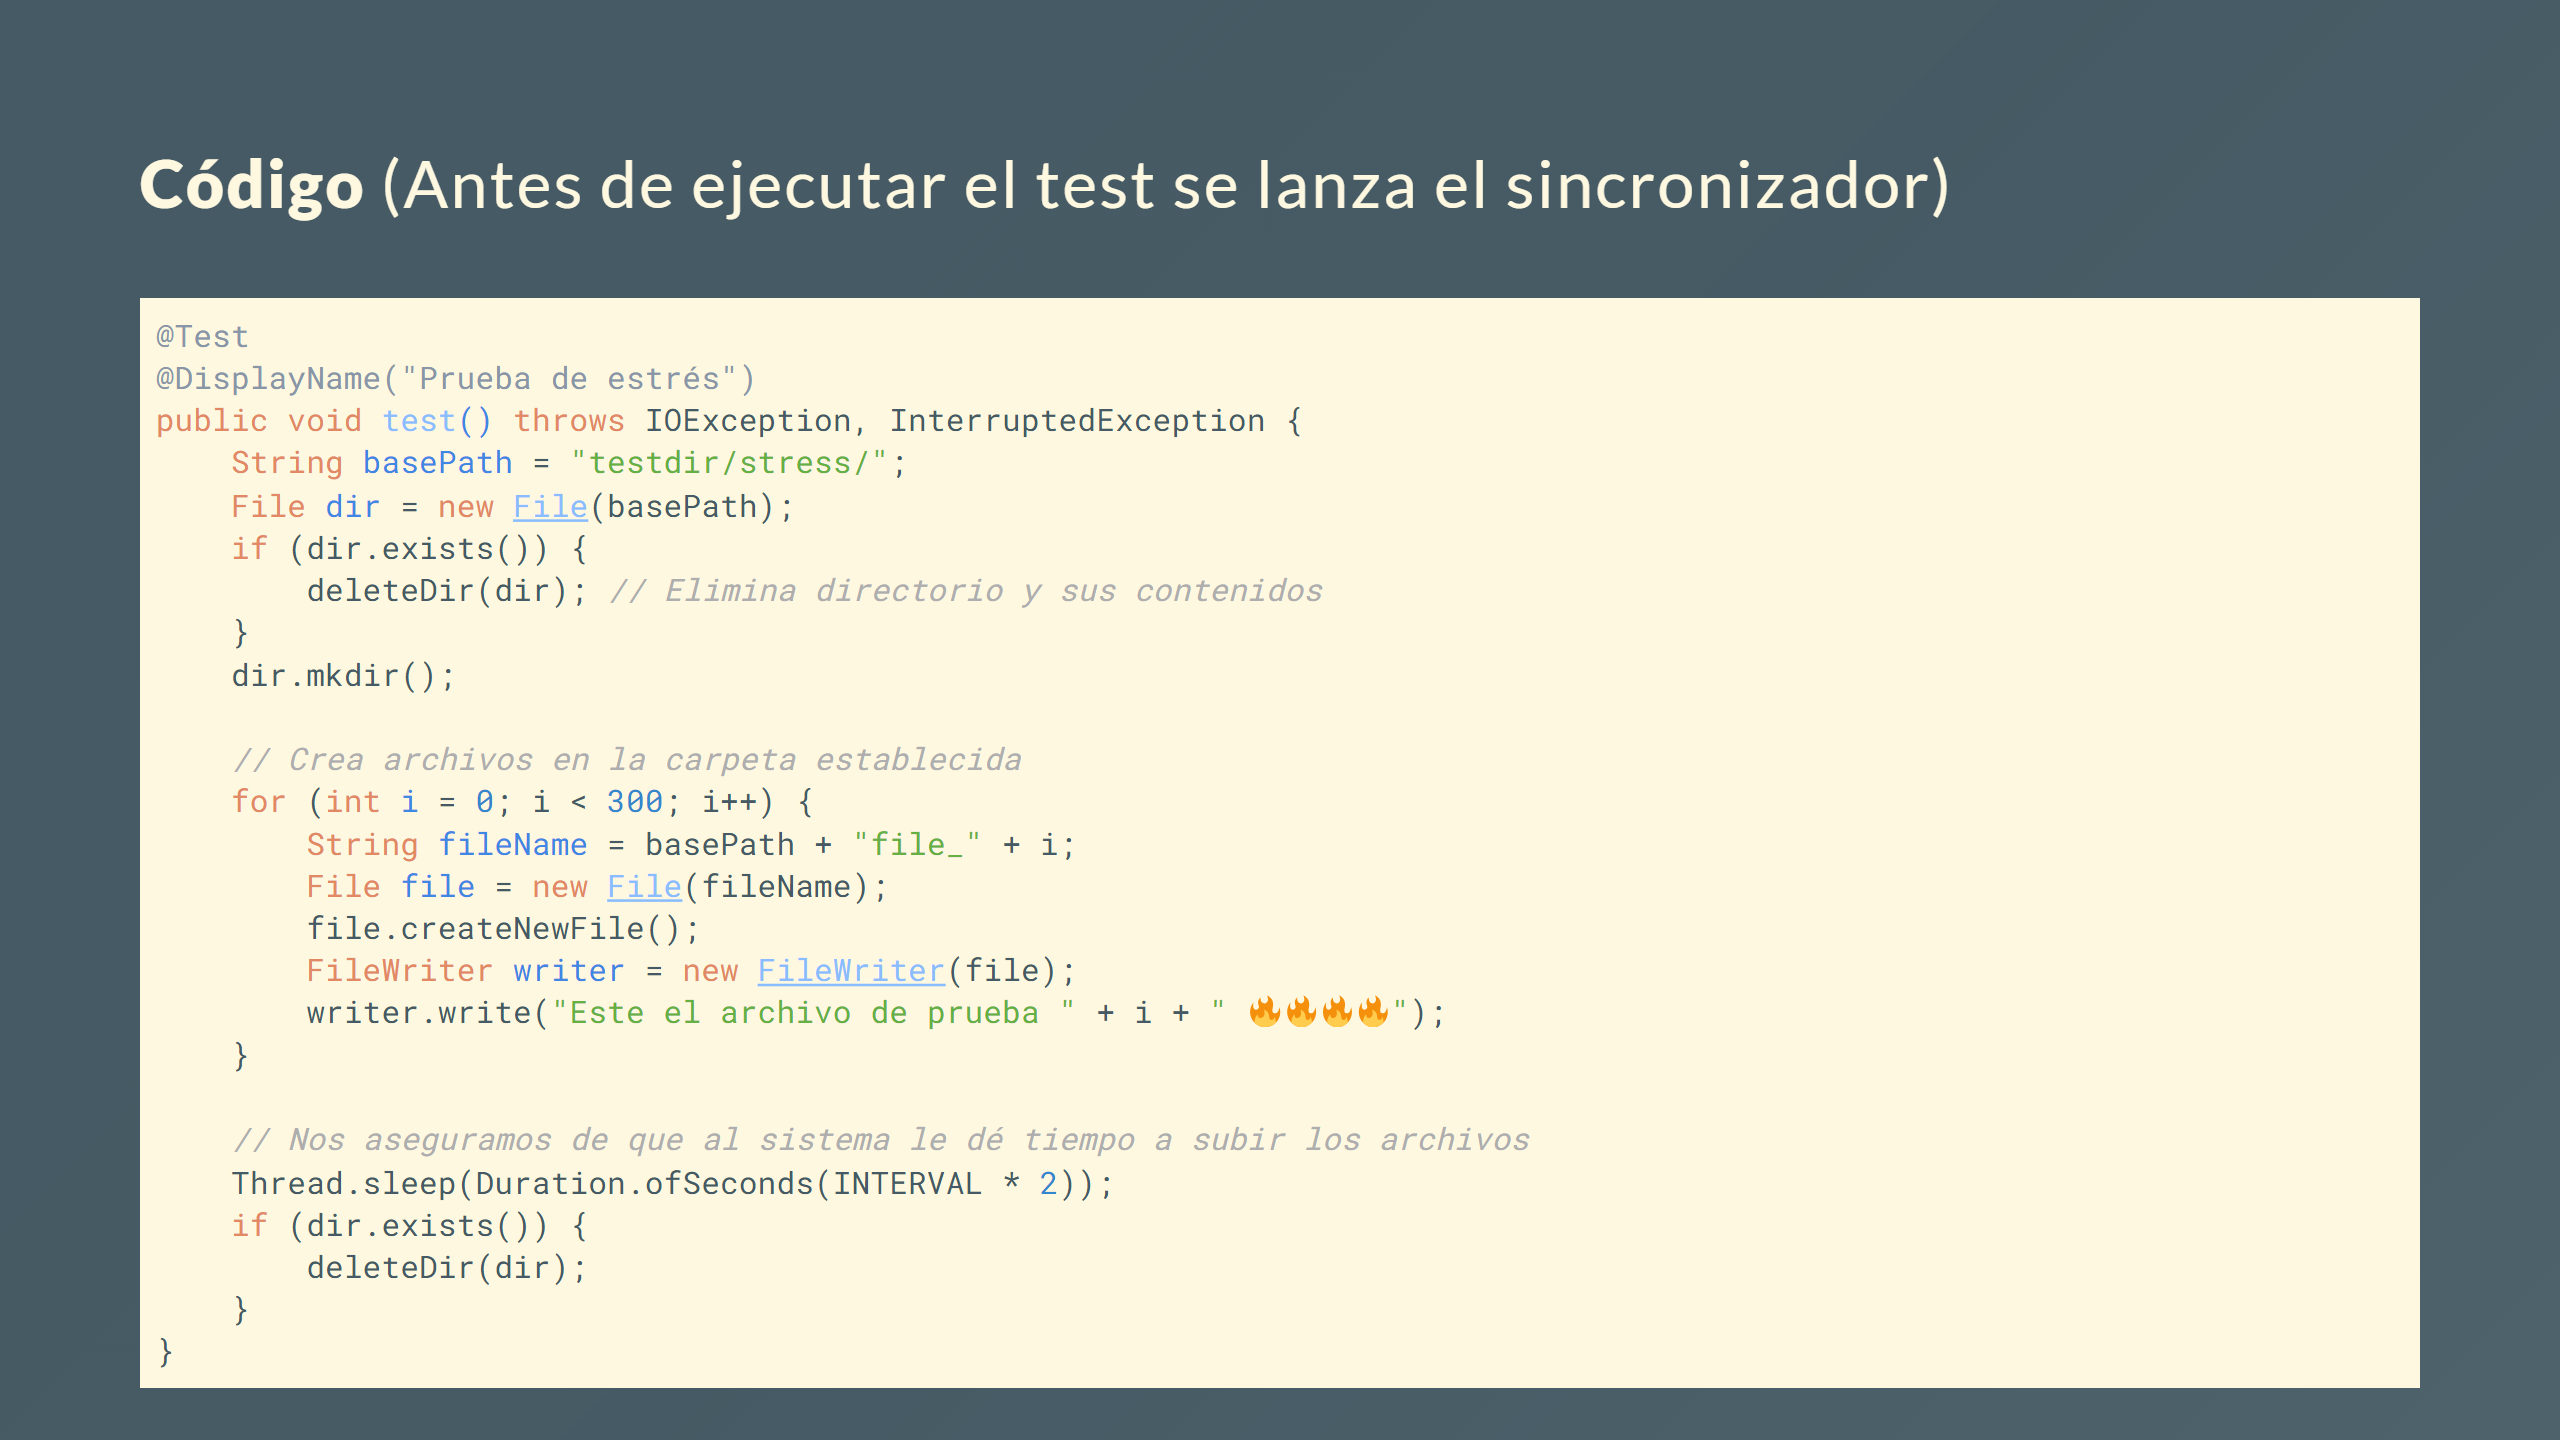 Código (Antes de ejecutar el test se lanza el sincronizador)
@Test
@DisplayName("Prueba de estrés")
public void test() throws IOException, InterruptedException {
    String basePath = "testdir/stress/";
    File dir = new File(basePath);
    if (dir.exists()) {
        deleteDir(dir); // Elimina directorio y sus contenidos
    }
    dir.mkdir();

    // Crea archivos en la carpeta establecida
    for (int i = 0; i < 300; i++) {
        String fileName = basePath + "file_" + i;
        File file = new File(fileName);
        file.createNewFile();
        FileWriter writer = new FileWriter(file);
        writer.write("Este el archivo de prueba " + i + " 🔥🔥🔥🔥");
    }

    // Nos aseguramos de que al sistema le dé tiempo a subir los archivos
    Thread.sleep(Duration.ofSeconds(INTERVAL * 2));
    if (dir.exists()) {
        deleteDir(dir);
    }
}